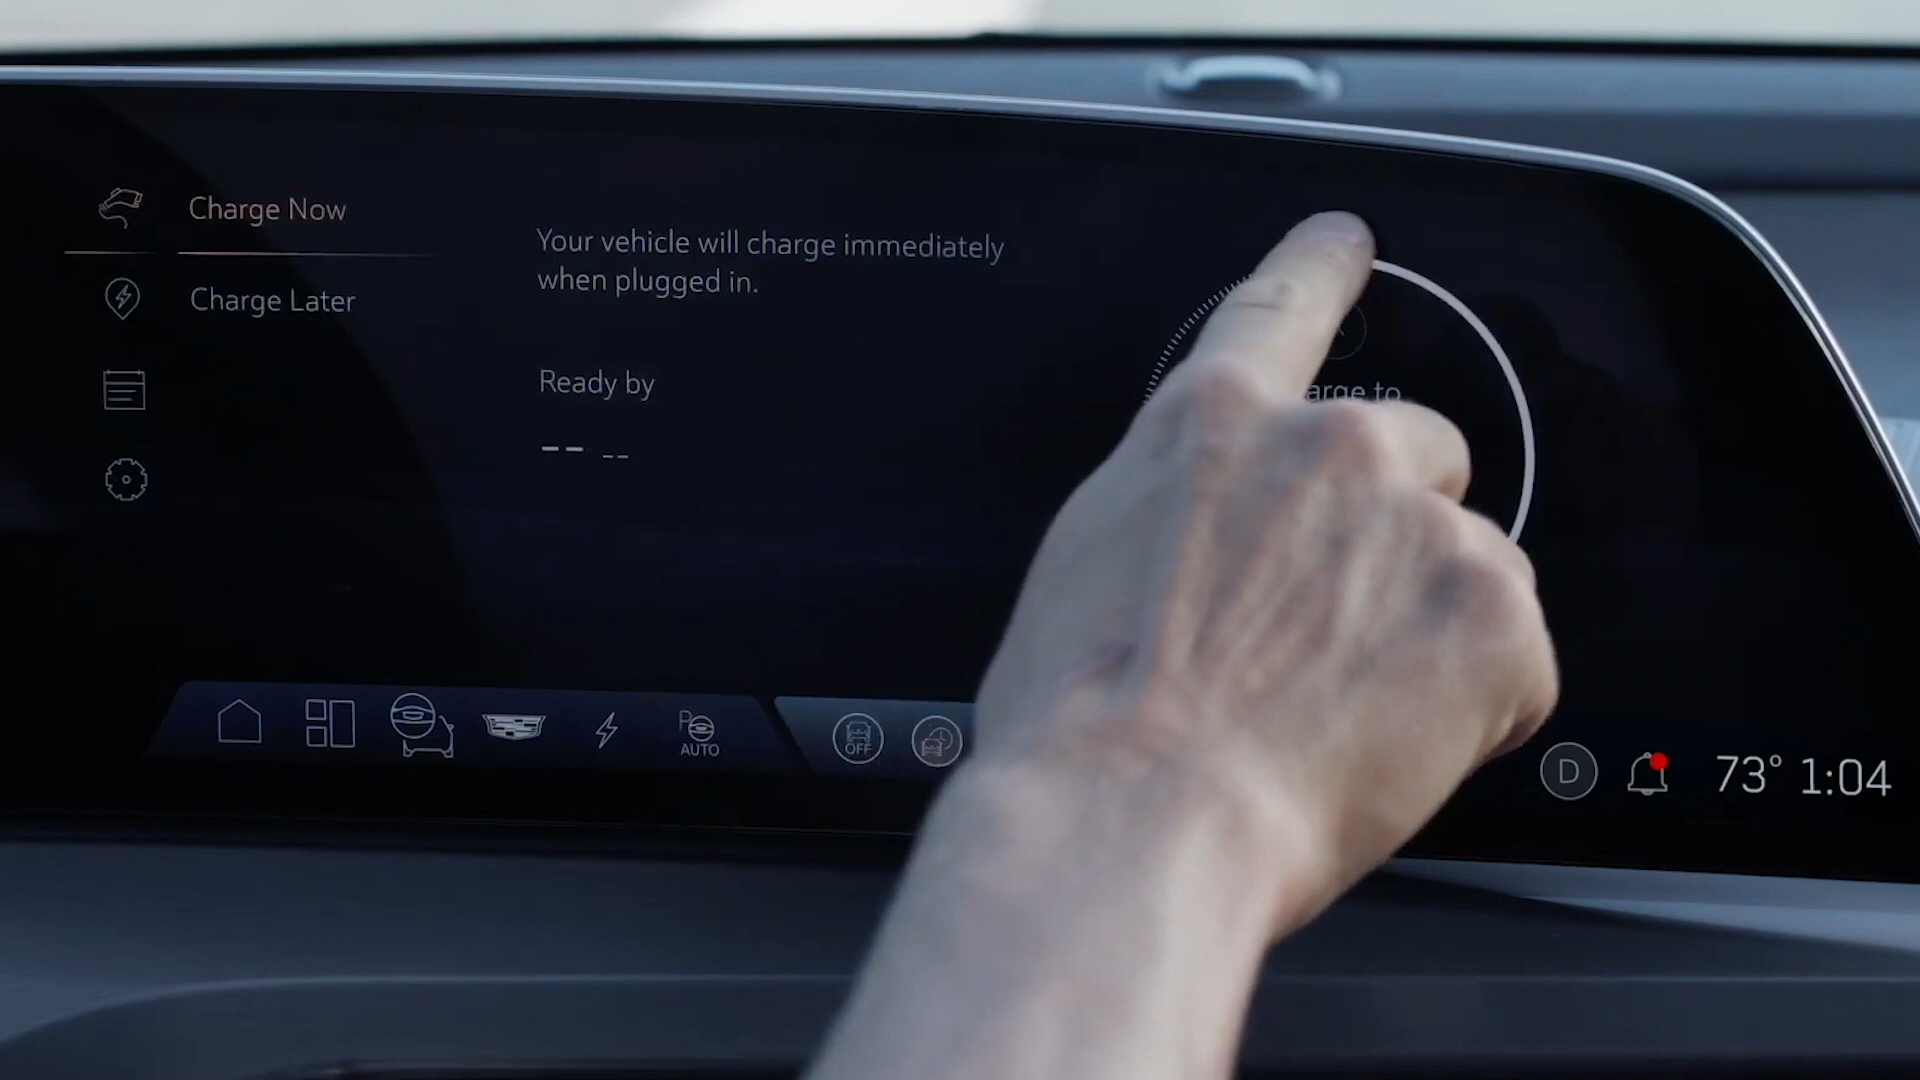 Charge Now
Charge Later
Your vehicle will charge immediately
when plugged in.
Ready by
-- --
to
P
AUTO
OFF
D
73° 1:04